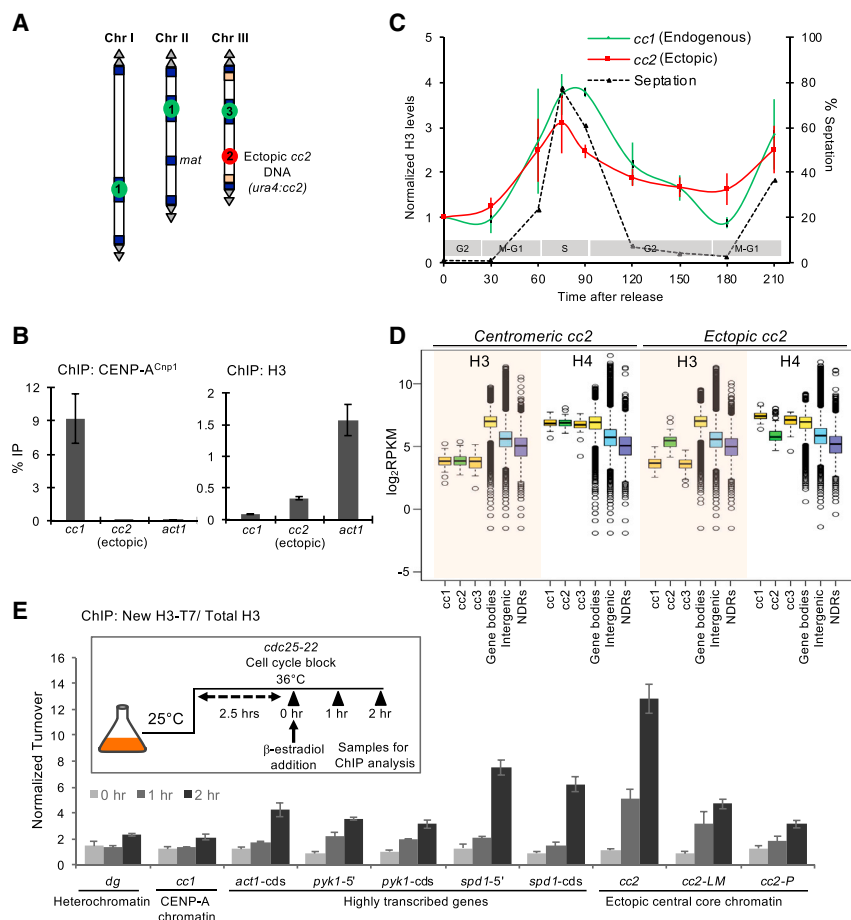 A
Chr I
Chr II
Chr III
1
1
3
2
mat
Ectopic cc2
DNA
(ura4:cc2)
B
ChIP: CENP-A^Cnp1
ChIP: H3
% IP
12
9
6
3
0
2
1.5
1
0.5
0
cc1
cc2
(ectopic)
act1
cc1
cc2
(ectopic)
act1
C
cc1 (Endogenous)
cc2 (Ectopic)
Septation
Normalized H3 levels
5
4
3
2
1
0
100
80
60
40
20
0
% Septation
G2
M-G1
S
G2
M-G1
0 30 60 90 120 150 180 210
Time after release
D
Centromeric cc2
Ectopic cc2
H3
H4
H3
H4
log2RPKM
10
5
0
-5
cc1
cc2
cc3
Gene bodies
Intergenic
NDRs
cc1
cc2
cc3
Gene bodies
Intergenic
NDRs
cc1
cc2
cc3
Gene bodies
Intergenic
NDRs
cc1
cc2
cc3
Gene bodies
Intergenic
NDRs
E
ChIP: New H3-T7/ Total H3
Normalized Turnover
16
14
12
10
8
6
4
2
0
cdc25-22
Cell cycle block
36°C
25°C
2.5 hrs
0 hr
1 hr
2 hr
β-estradiol
addition
Samples for
ChIP analysis
0 hr
1 hr
2 hr
dg
cc1
act1-cds
pyk1-5'
pyk1-cds
spd1-5'
spd1-cds
cc2
cc2-LM
cc2-P
Heterochromatin
CENP-A
chromatin
Highly transcribed genes
Ectopic central core chromatin